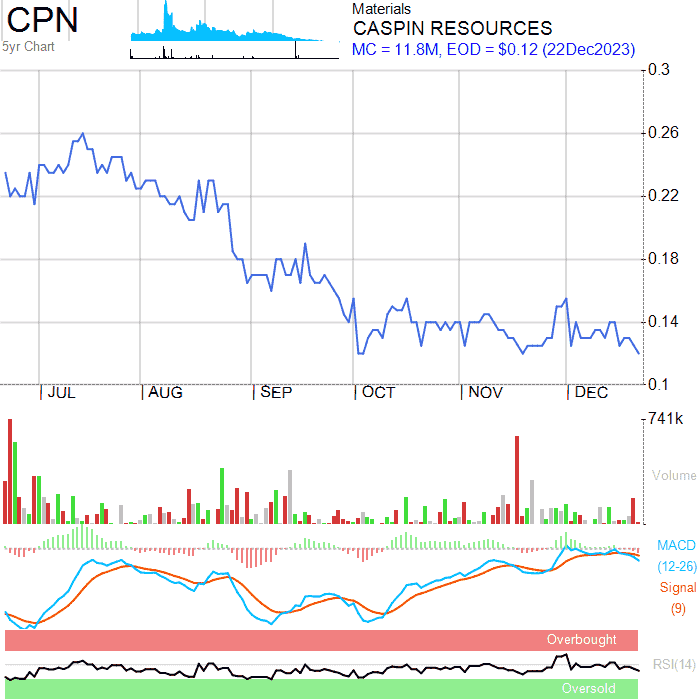 CPN
5yr Chart
Materials
CASPIN RESOURCES
MC = 11.8M, EOD = $0.12 (22Dec2023)
0.3
0.26
0.22
0.18
0.14
0.1
JUL AUG SEP OCT NOV DEC
741k
Volume
MACD
(12-26)
Signal
(9)
Overbought
RSI(14)
Oversold